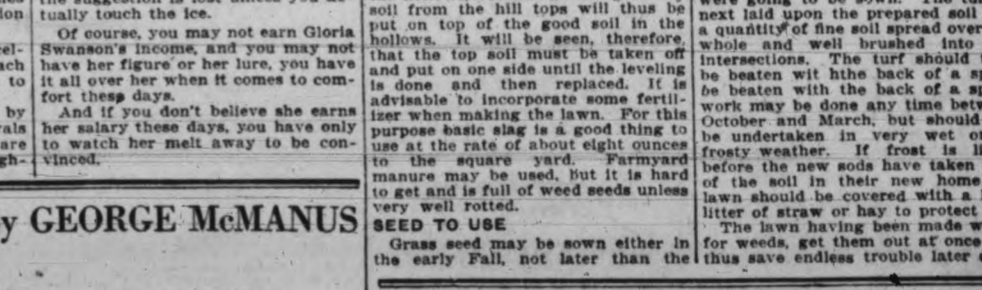 tion
cel-
ach
to
by
rals
are
gh-
tually touch the ice.
Of course, you may not earn Gloria
Swanson's income, and you may not
have her figure or her lure, you have
it all over her when it comes to com-
fort these days.
And if you don't believe she earns
her salary these days, you have only
to watch her melt away to be con-
vinced.
y GEORGE McMANUS
soil from the hill tops will thus be
put on top of the good soil in the
hollows. It will be seen, therefore,
that the top soil must be taken off
and put on one side until the leveling
is done and then replaced. It is
advisable to incorporate some fertil-
izer when making the lawn. For this
purpose basic slag is a good thing to
use at the rate of about eight ounces
to the square yard. Farmyard
manure may be used, but it is hard
to get and is full of weed seeds unless
very well rotted.
SEED TO USE
Grass seed may be sown either in
the early Fall, not later than the
next laid upon the prepared soil
a quantity of fine soil spread over
whole and well brushed into
intersections. The turf should
be beaten wit hthe back of a sp
be beaten with the back of a sp
work may be done any time betw
October and March, but should
be undertaken in very wet o
frosty weather. If frost is li
before the new sods have taken
of the soil in their new home
lawn should be covered with a
litter of straw or hay to protect
The lawn having been made w
for weeds, get them out at once
thus save endless trouble later